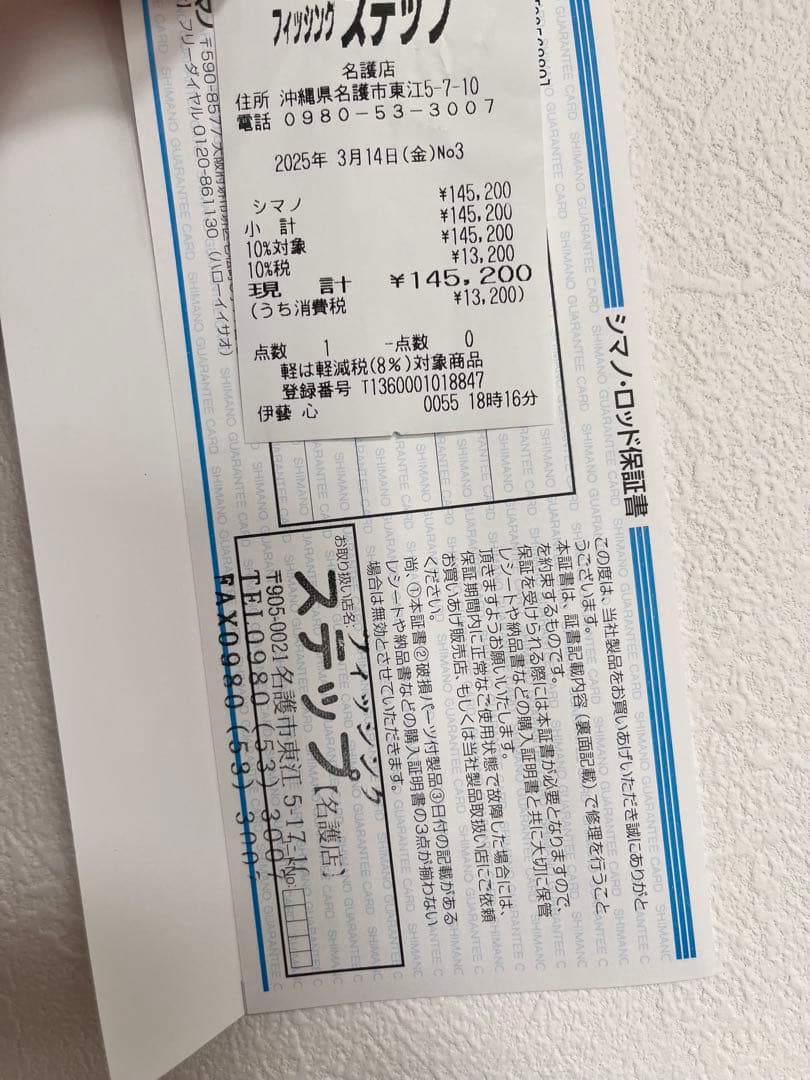 フィッシング ステップ
名護店
住所 沖縄県名護市東江5-7-10
電話 0980-53-3007
2025年 3月14日(金)No3
シマノ ¥145,200
小 計 ¥145,200
10%対象 ¥145,200
10%税 ¥13,200
現 計 ¥145,200
(うち消費税 ¥13,200)
点数 1 -点数 0
軽は軽減税(8%)対象商品
登録番号 T1360001018847
伊藝 心 0055 18時16分
シマノ・ロッド保証書
この度は、当社製品をお買いあげいただき誠にありがと
うございます。
本証書は、証書記載内容(裏面記載)で修理を行うこと
を約束するものです。
保証を受けられる際には本証書が必要となりますので、
レシートや納品書などの購入証明書と共に大切に保管
頂きますようお願いいたします。
保証期間内に正常なご使用状態で故障した場合には、
お買いあげ販売店、もしくは当社製品取扱い店にご依頼
ください。
尚、①本証書②破損パーツ付製品③日付の記載がある
レシートや納品書などの購入証明書の3点が揃わない
場合は無効とさせていただきます。
お取り扱い店名:
フィッシング
ステップ【名護店】
〒905-0021 名護市東江 5-17-1
TEL0980(53)3007
FAX0980(53)300
No.
マノ 〒590-8577
フリーダイヤル 0120-861130 (ハローイイサオ)
SHIMANO GUARANTEE CARD